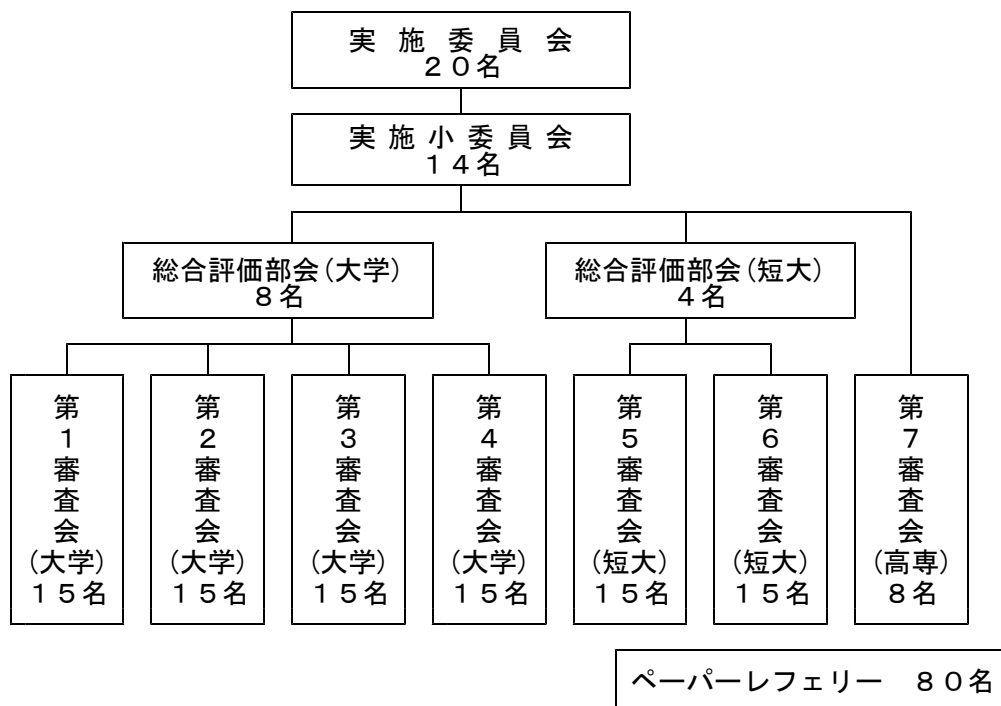 実施委員会
２０名
実施小委員会
１４名
総合評価部会（大学）
８名
総合評価部会（短大）
４名
第１審査会（大学）
１５名
第２審査会（大学）
１５名
第３審査会（大学）
１５名
第４審査会（大学）
１５名
第５審査会（短大）
１５名
第６審査会（短大）
１５名
第７審査会（高専）
８名
ペーパーレフェリー　８０名